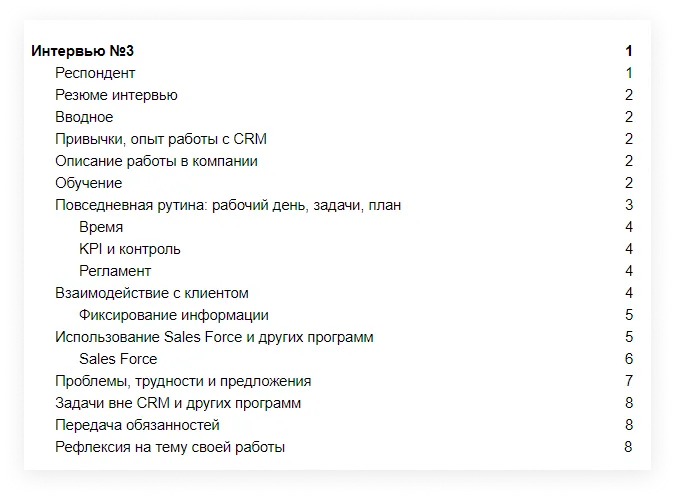 Интервью №3 1
Респондент 1
Резюме интервью 2
Вводное 2
Привычки, опыт работы с CRM 2
Описание работы в компании 2
Обучение 2
Повседневная рутина: рабочий день, задачи, план 3
Время 4
KPI и контроль 4
Регламент 4
Взаимодействие с клиентом 4
Фиксирование информации 5
Использование Sales Force и других программ 5
Sales Force 6
Проблемы, трудности и предложения 7
Задачи вне CRM и других программ 8
Передача обязанностей 8
Рефлексия на тему своей работы 8